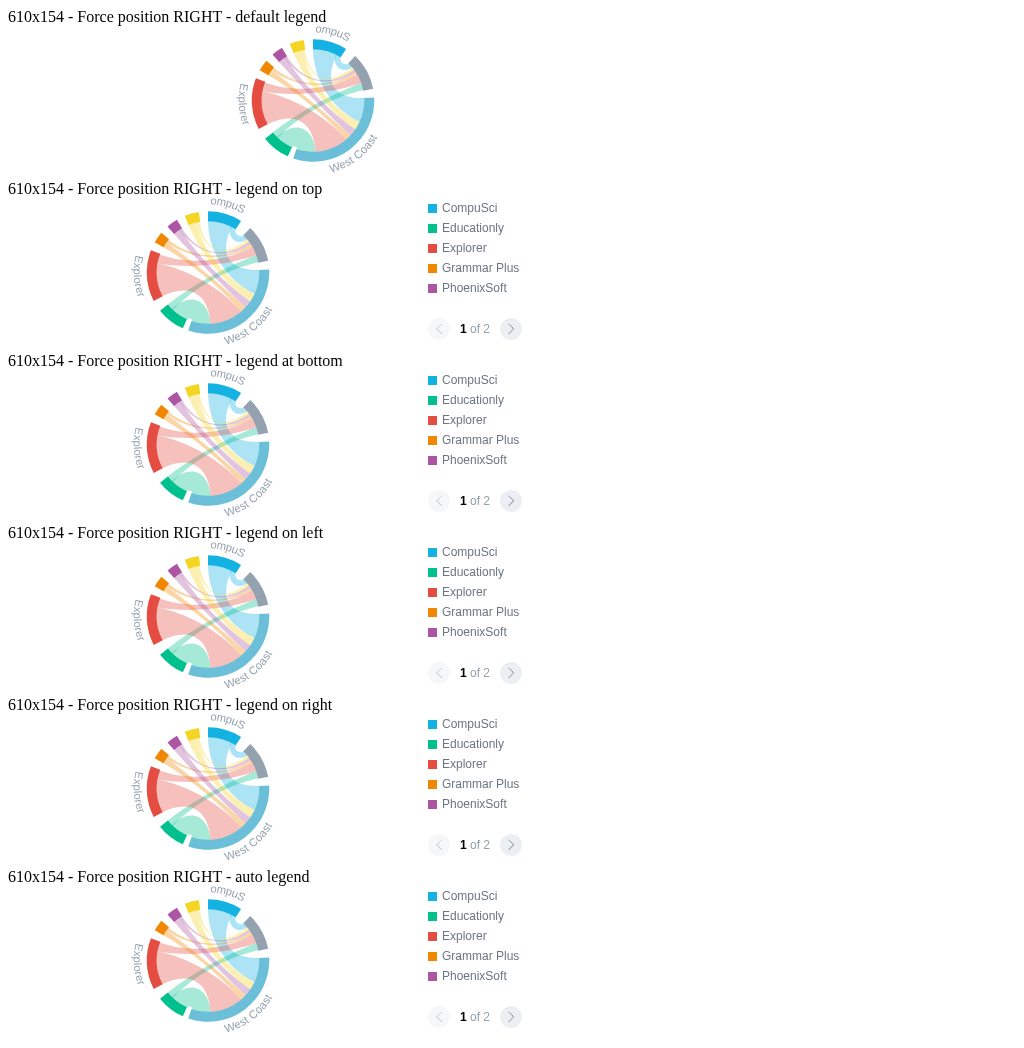 610x154 - Force position RIGHT - default legend
ompuS
Explorer
West Coast
610x154 - Force position RIGHT - legend on top
ompuS
Explorer
West Coast
CompuSci
Educationly
Explorer
Grammar Plus
PhoenixSoft
1 of 2
610x154 - Force position RIGHT - legend at bottom
ompuS
Explorer
West Coast
CompuSci
Educationly
Explorer
Grammar Plus
PhoenixSoft
1 of 2
610x154 - Force position RIGHT - legend on left
ompuS
Explorer
West Coast
CompuSci
Educationly
Explorer
Grammar Plus
PhoenixSoft
1 of 2
610x154 - Force position RIGHT - legend on right
ompuS
Explorer
West Coast
CompuSci
Educationly
Explorer
Grammar Plus
PhoenixSoft
1 of 2
610x154 - Force position RIGHT - auto legend
ompuS
Explorer
West Coast
CompuSci
Educationly
Explorer
Grammar Plus
PhoenixSoft
1 of 2